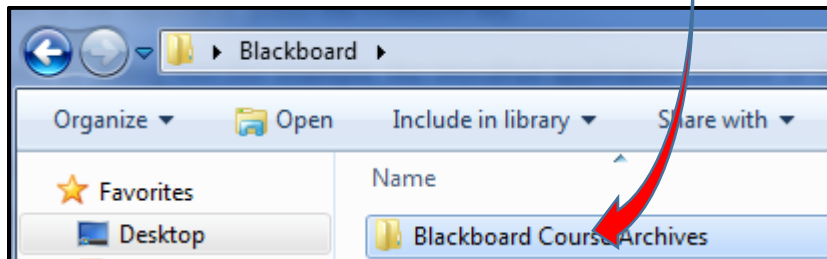 Blackboard
Organize Open Include in library Share with
Favorites Name
Desktop Blackboard Course Archives